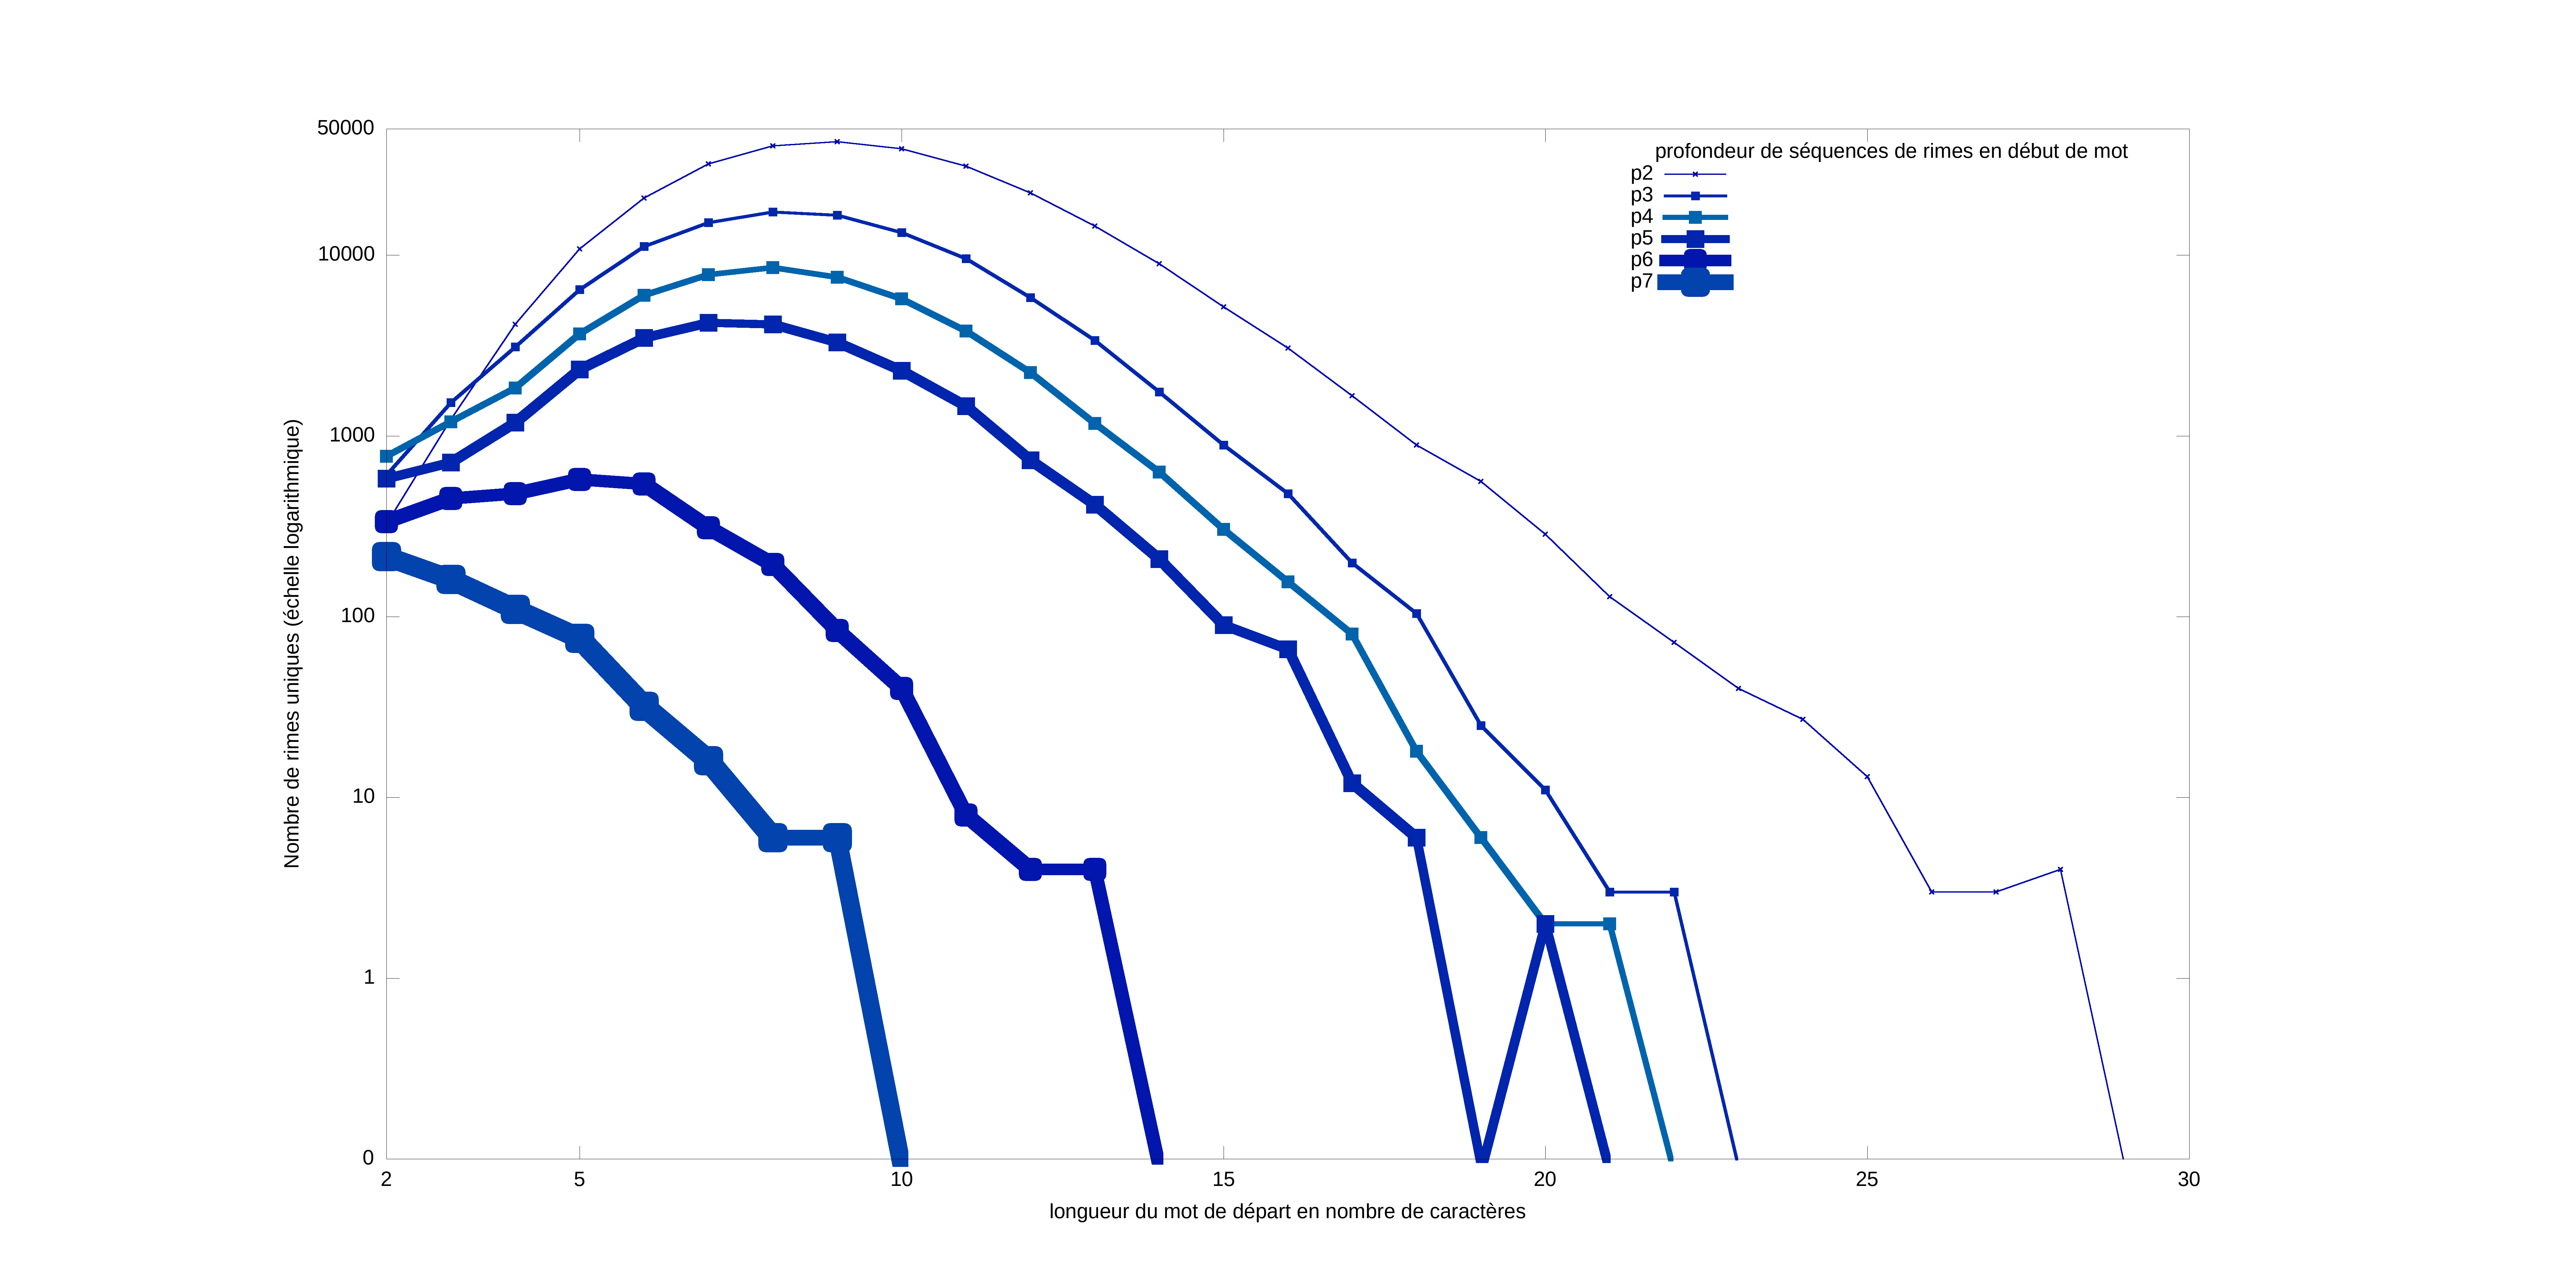 50000
10000
1000
100
10
1
0
Nombre de rimes uniques (échelle logarithmique)
profondeur de séquences de rimes en début de mot
p2
p3
p4
p5
p6
p7
2 5 10 15 20 25 30
longueur du mot de départ en nombre de caractères